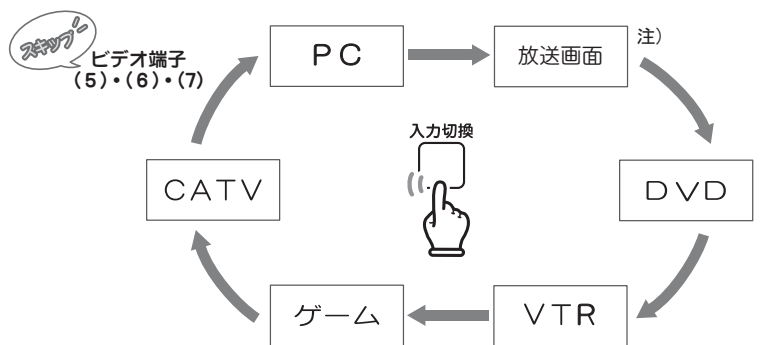 スキップ
ビデオ端子
(5)・(6)・(7)
PC
放送画面
注)
入力切換
CATV
DVD
ゲーム
VTR